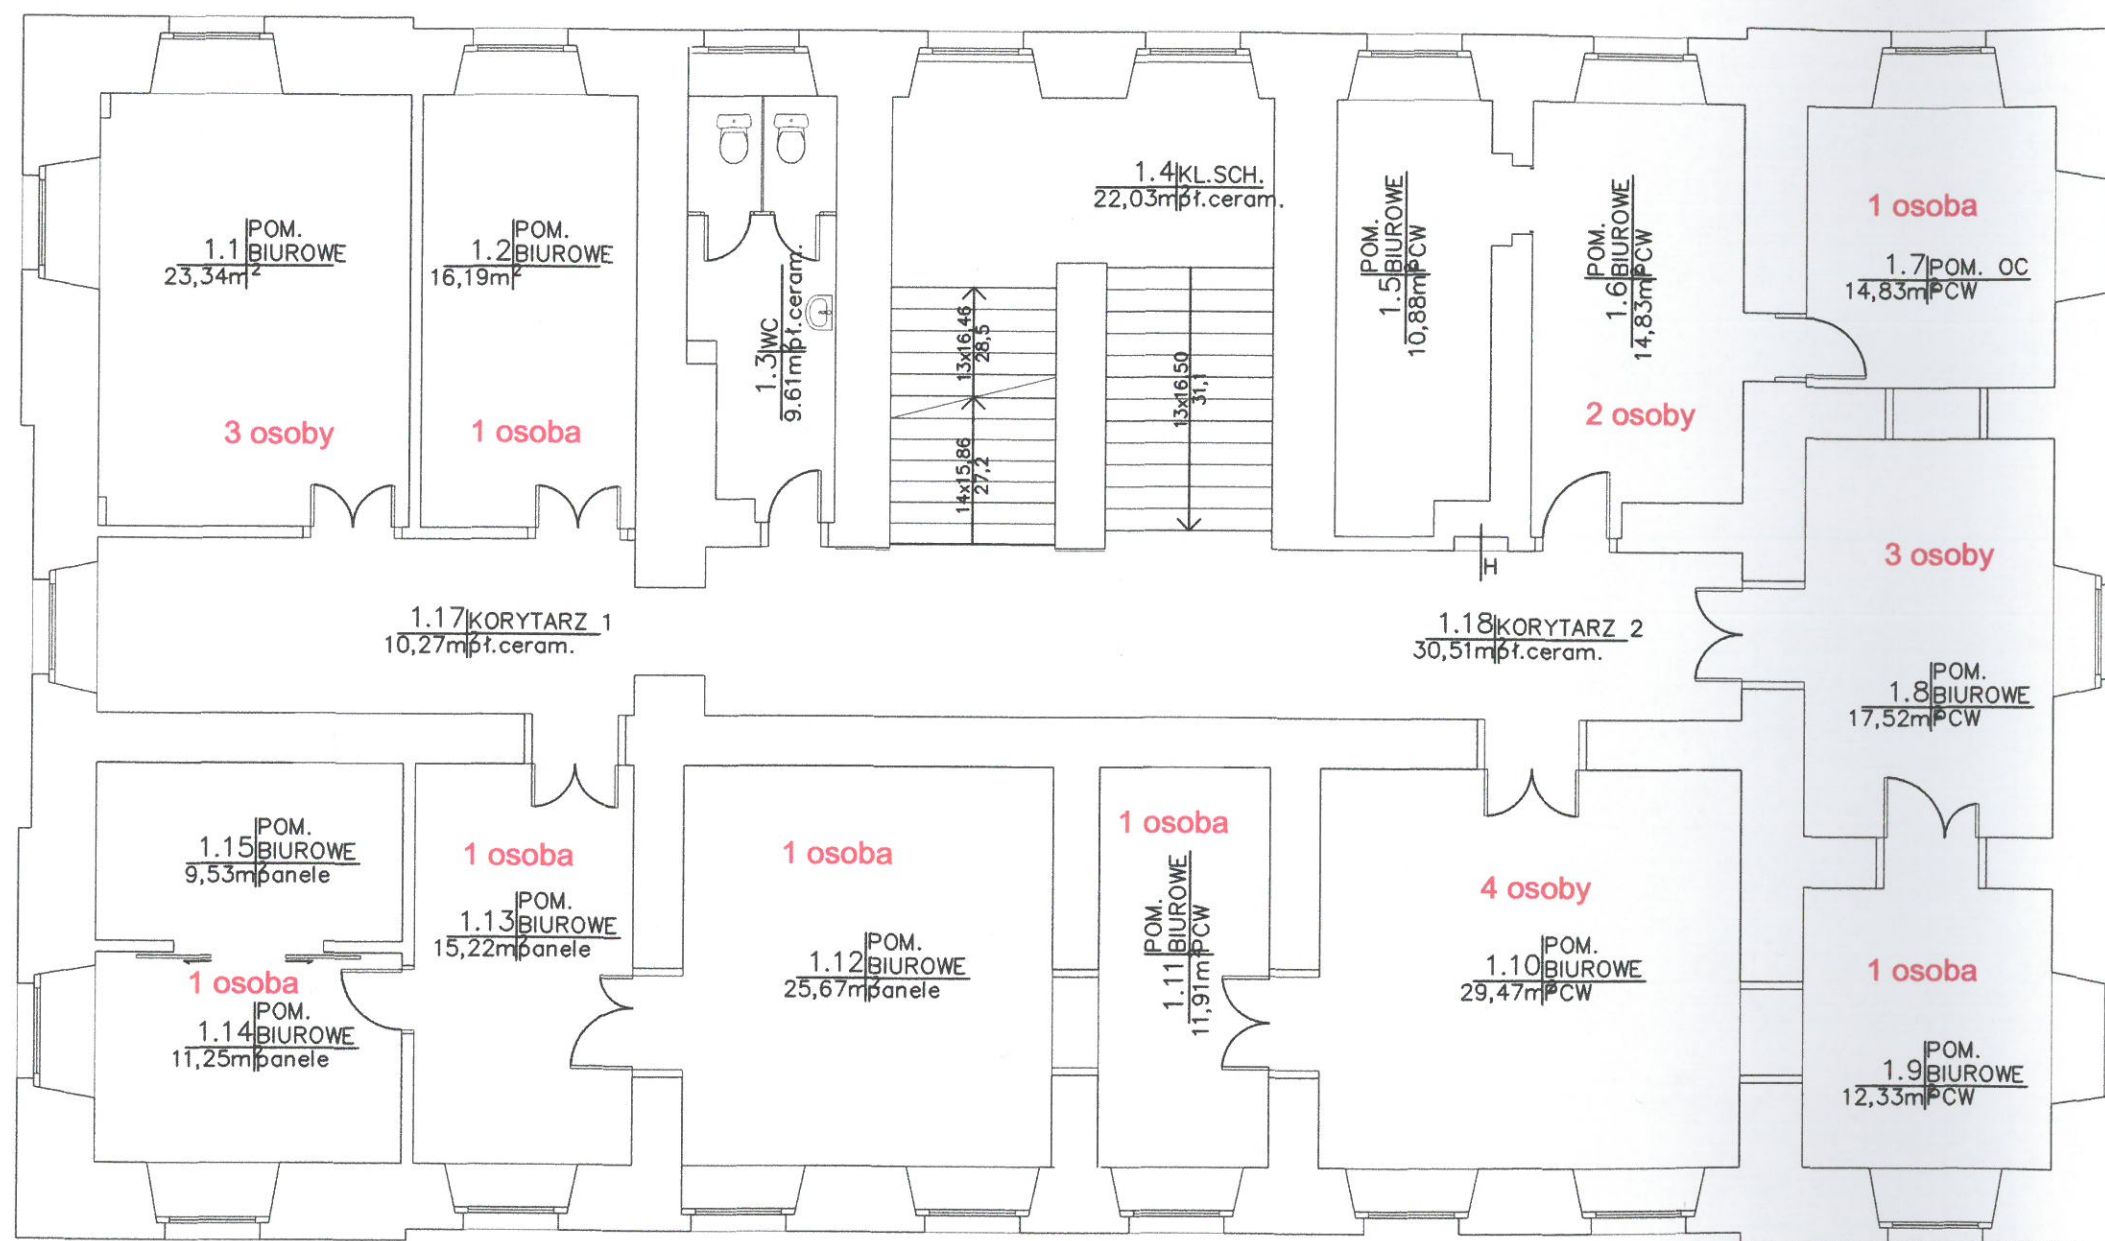 POM.
1.1 BIUROWE
23,34m²
3 osoby
POM.
1.2 BIUROWE
16,19m²
1 osoba
1.3 WC
9.61m² pł.ceram.
1.4 KL.SCH.
22,03m² pł.ceram.
13x16,46
28,5
14x15,86
27,2
13x16,50
31,1
POM.
1.5 BIUROWE
10,88m² PCW
POM.
1.6 BIUROWE
14,83m² PCW
2 osoby
1 osoba
1.7 POM. OC
14,83m² PCW
3 osoby
POM.
1.8 BIUROWE
17,52m² PCW
H
1.17 KORYTARZ 1
10,27m² pł.ceram.
1.18 KORYTARZ 2
30,51m² pł.ceram.
POM.
1.15 BIUROWE
9,53m² panele
1 osoba
POM.
1.14 BIUROWE
11,25m² panele
1 osoba
POM.
1.13 BIUROWE
15,22m² panele
1 osoba
POM.
1.12 BIUROWE
25,67m² panele
1 osoba
POM.
1.11 BIUROWE
11,91m² PCW
4 osoby
POM.
1.10 BIUROWE
29,47m² PCW
1 osoba
POM.
1.9 BIUROWE
12,33m² PCW